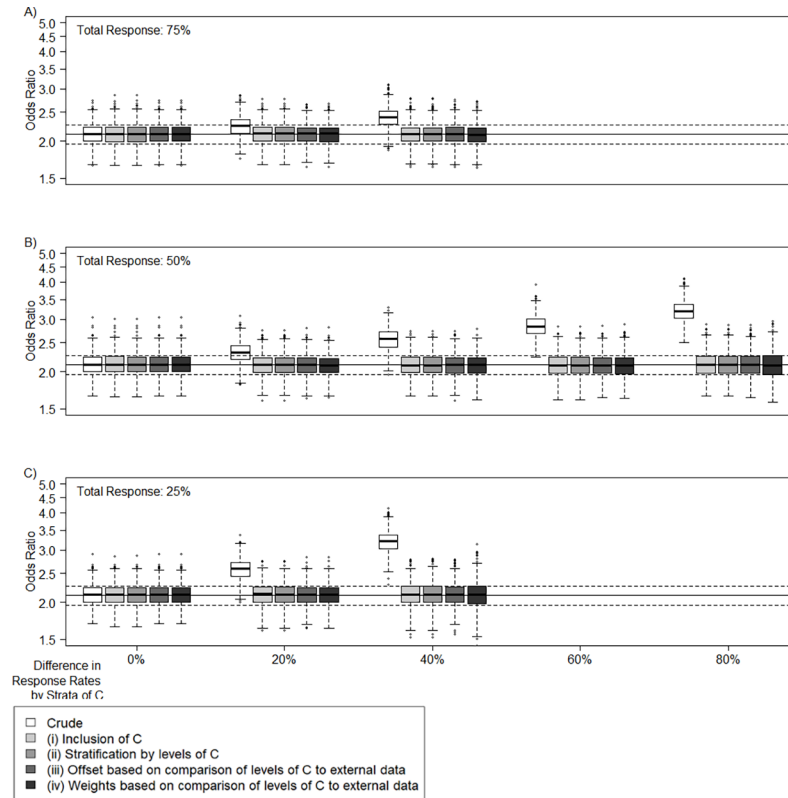 A)
Total Response: 75%
Odds Ratio
5.0
4.5
4.0
3.5
3.0
2.5
2.0
1.5
B)
Total Response: 50%
Odds Ratio
5.0
4.5
4.0
3.5
3.0
2.5
2.0
1.5
C)
Total Response: 25%
Odds Ratio
5.0
4.5
4.0
3.5
3.0
2.5
2.0
1.5
0% 20% 40% 60% 80%
Difference in
Response Rates
by Strata of C
Crude
(i) Inclusion of C
(ii) Stratification by levels of C
(iii) Offset based on comparison of levels of C to external data
(iv) Weights based on comparison of levels of C to external data